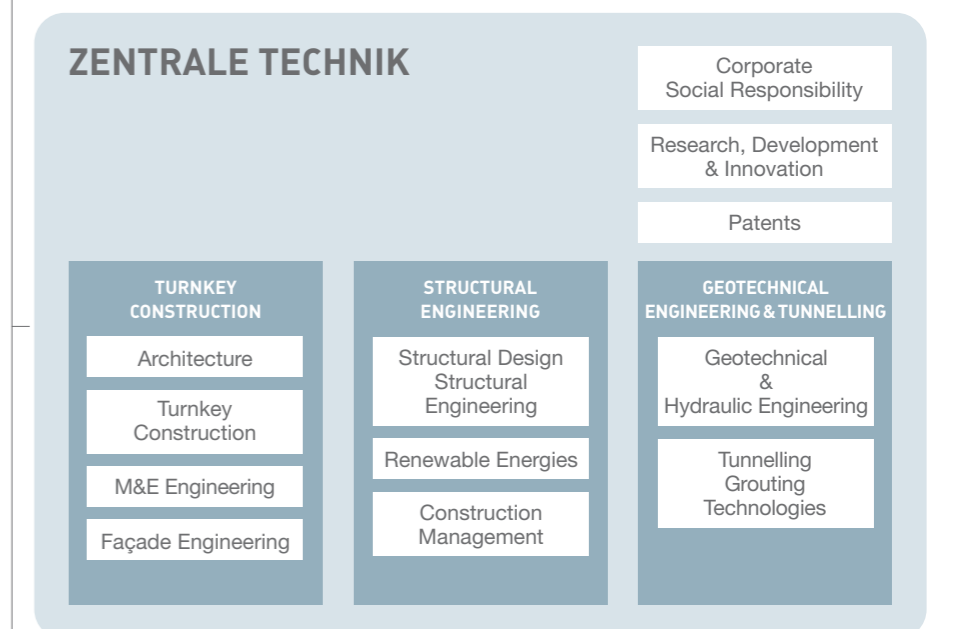 ZENTRALE TECHNIK
Corporate
Social Responsibility
Research, Development
& Innovation
Patents
TURNKEY
CONSTRUCTION
Architecture
Turnkey
Construction
M&E Engineering
Façade Engineering
STRUCTURAL
ENGINEERING
Structural Design
Structural
Engineering
Renewable Energies
Construction
Management
GEOTECHNICAL
ENGINEERING & TUNNELLING
Geotechnical
&
Hydraulic Engineering
Tunnelling
Grouting
Technologies